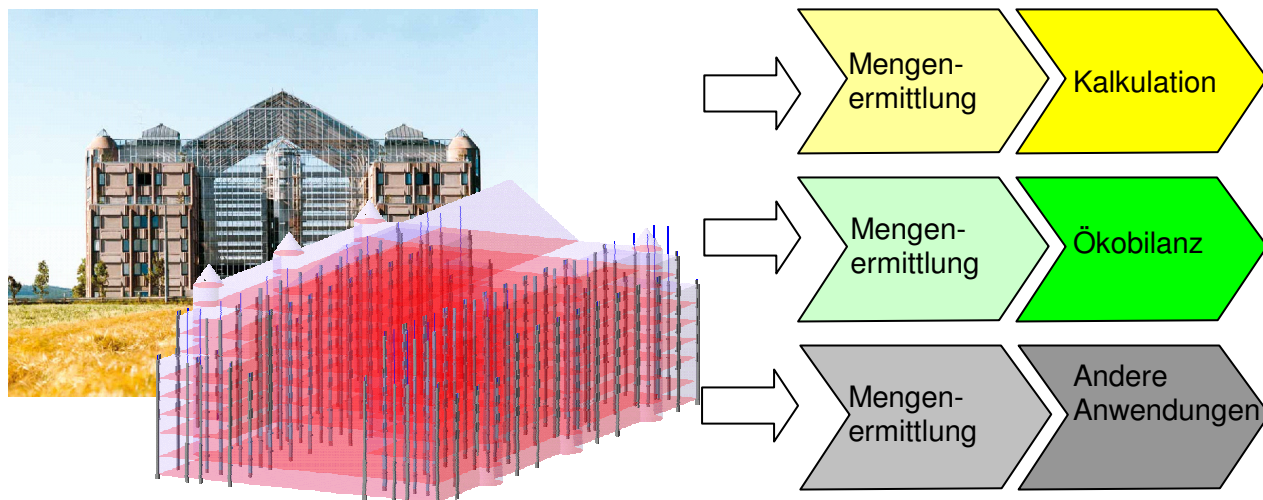 Mengen-
ermittlung
Kalkulation
Mengen-
ermittlung
Ökobilanz
Mengen-
ermittlung
Andere
Anwendungen